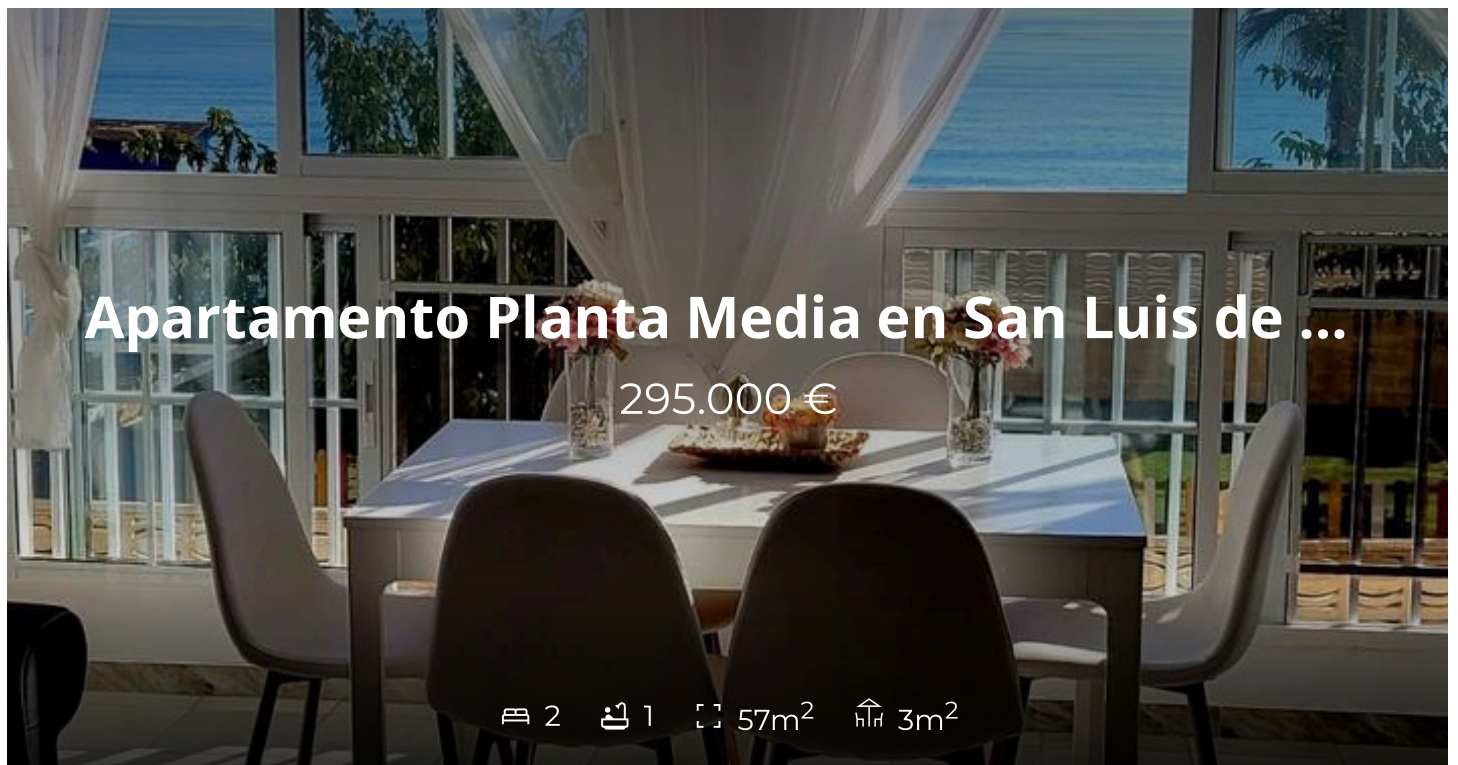 Apartamento Planta Media en San Luis de ...
295.000 €
2 1 57m² 3m²